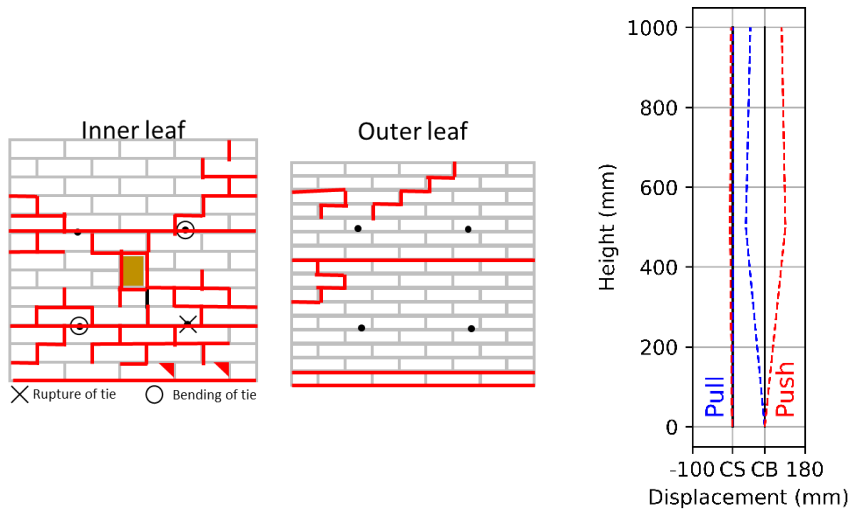 Inner leaf
Outer leaf
Rupture of tie
Bending of tie
1000
800
600
400
200
0
Height (mm)
Pull
Push
-100 CS CB 180
Displacement (mm)